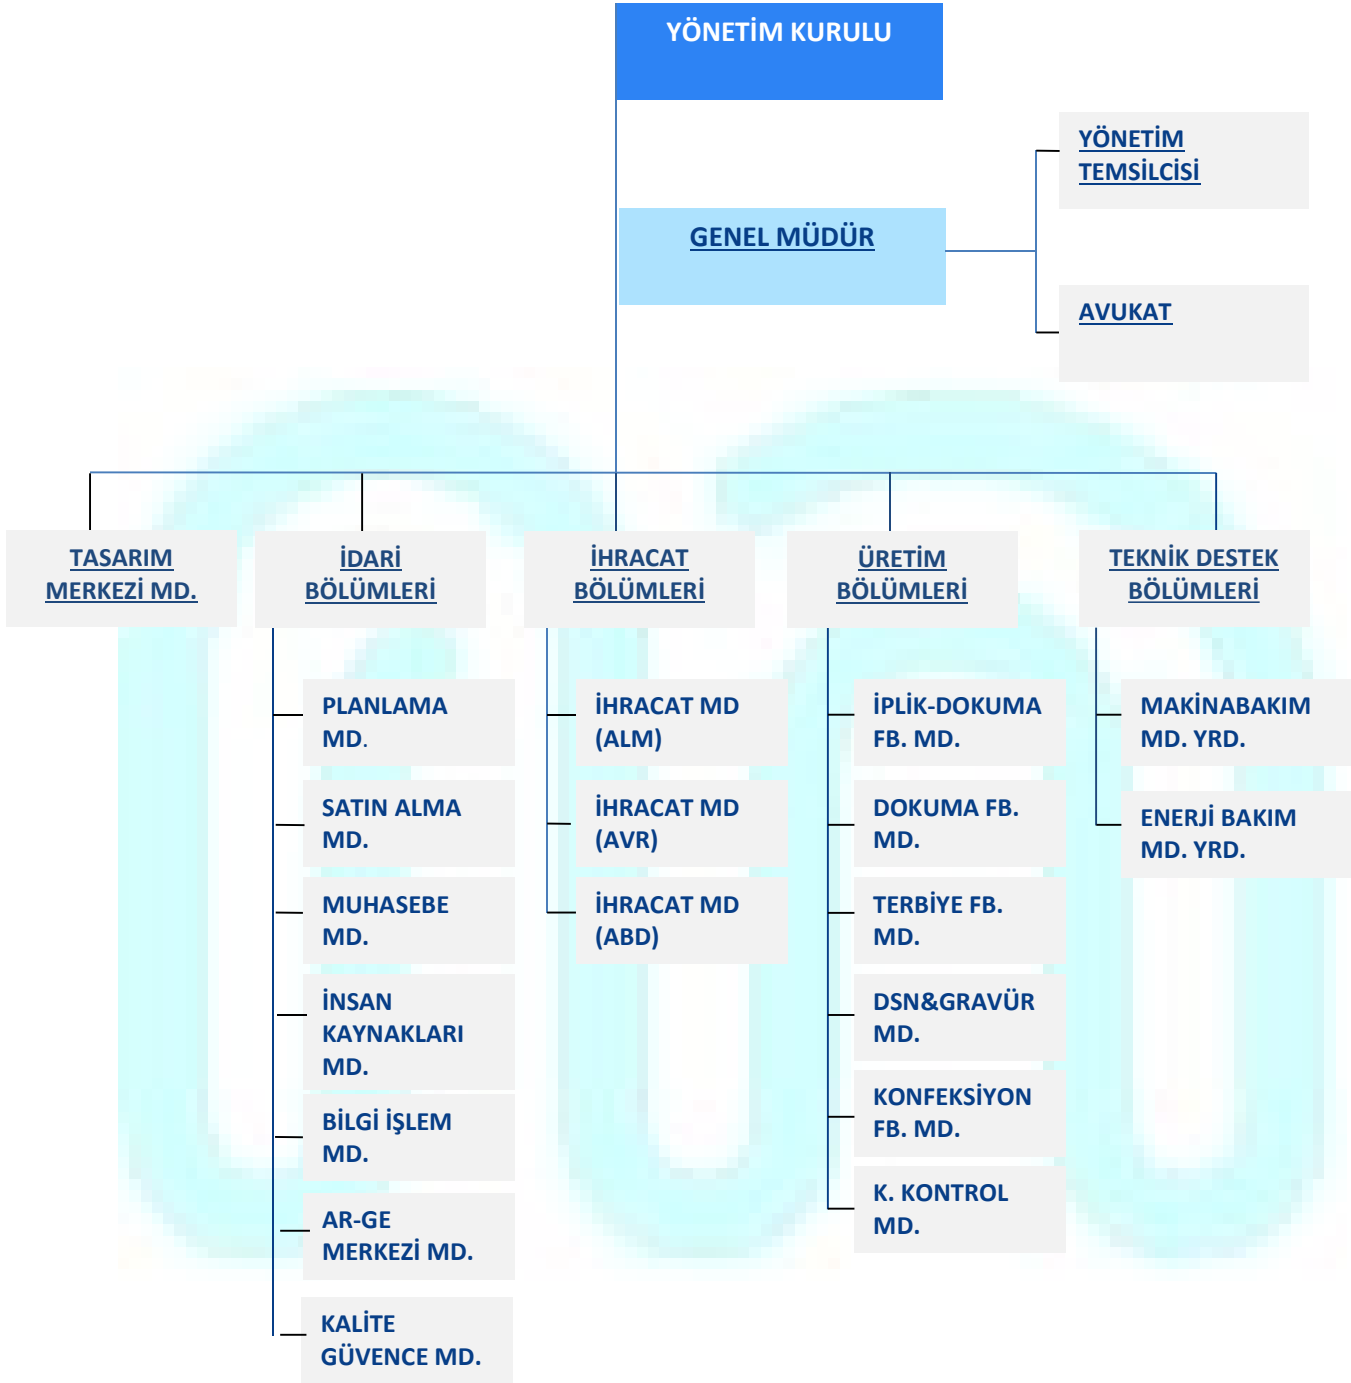 YÖNETİM KURULU
YÖNETİM
TEMSİLCİSİ
GENEL MÜDÜR
AVUKAT
TASARIM
MERKEZİ MD.
İDARİ
BÖLÜMLERİ
İHRACAT
BÖLÜMLERİ
ÜRETİM
BÖLÜMLERİ
TEKNİK DESTEK
BÖLÜMLERİ
PLANLAMA
MD.
SATIN ALMA
MD.
MUHASEBE
MD.
İNSAN
KAYNAKLARI
MD.
BİLGİ İŞLEM
MD.
AR-GE
MERKEZİ MD.
KALİTE
GÜVENCE MD.
İHRACAT MD
(ALM)
İHRACAT MD
(AVR)
İHRACAT MD
(ABD)
İPLİK-DOKUMA
FB. MD.
DOKUMA FB.
MD.
TERBİYE FB.
MD.
DSN&GRAVÜR
MD.
KONFEKSİYON
FB. MD.
K. KONTROL
MD.
MAKİNABAKIM
MD. YRD.
ENERJİ BAKIM
MD. YRD.